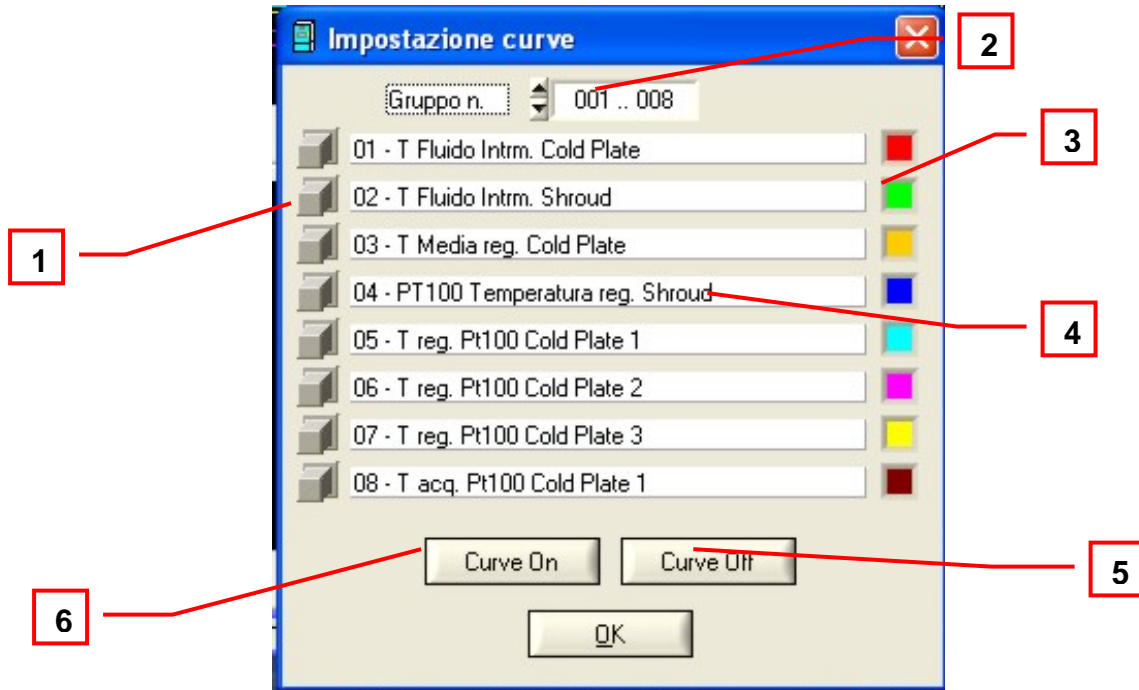 Impostazione curve
2
Gruppo n. 001 .. 008
01 - T Fluido Intrm. Cold Plate
3
02 - T Fluido Intrm. Shroud
1
03 - T Media reg. Cold Plate
04 - PT100 Temperatura reg. Shroud
4
05 - T reg. Pt100 Cold Plate 1
06 - T reg. Pt100 Cold Plate 2
07 - T reg. Pt100 Cold Plate 3
08 - T acq. Pt100 Cold Plate 1
Curve On Curve Off
5
6
OK